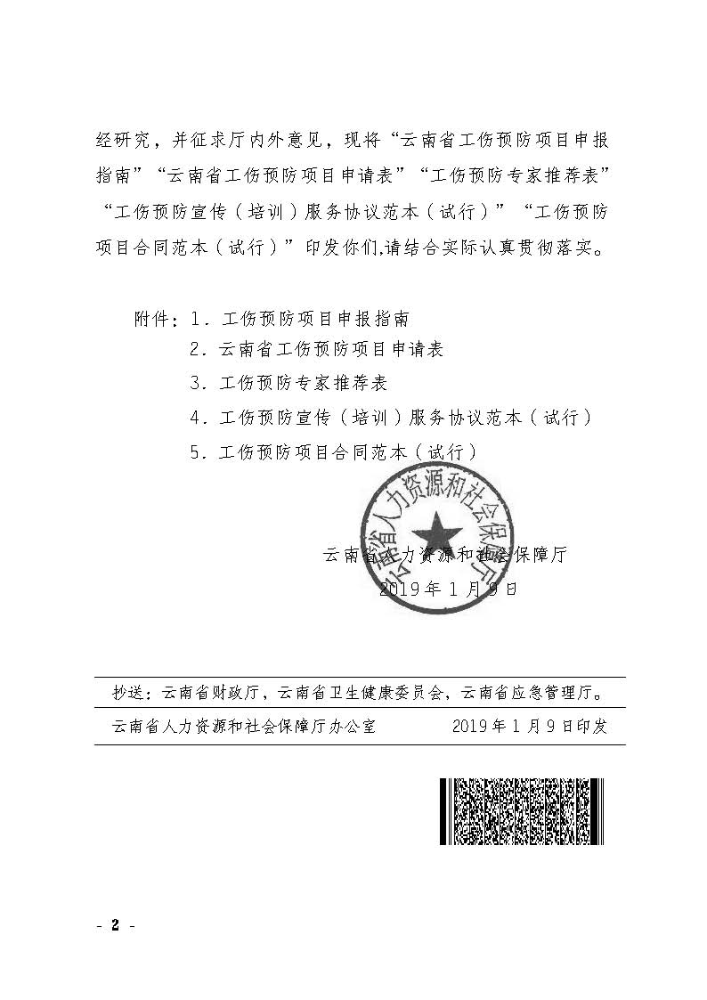 经研究，并征求厅内外意见，现将“云南省工伤预防项目申报
指南”“云南省工伤预防项目申请表”“工伤预防专家推荐表”
“工伤预防宣传（培训）服务协议范本（试行）”“工伤预防
项目合同范本（试行）”印发你们,请结合实际认真贯彻落实。
附件：1．工伤预防项目申报指南
2．云南省工伤预防项目申请表
3．工伤预防专家推荐表
4．工伤预防宣传（培训）服务协议范本（试行）
5．工伤预防项目合同范本（试行）
云南省人力资源和社会保障厅
云南省人力资源和社会保障厅
2019年1月9日
抄送：云南省财政厅，云南省卫生健康委员会，云南省应急管理厅。
云南省人力资源和社会保障厅办公室 2019年1月9日印发
- 2 -